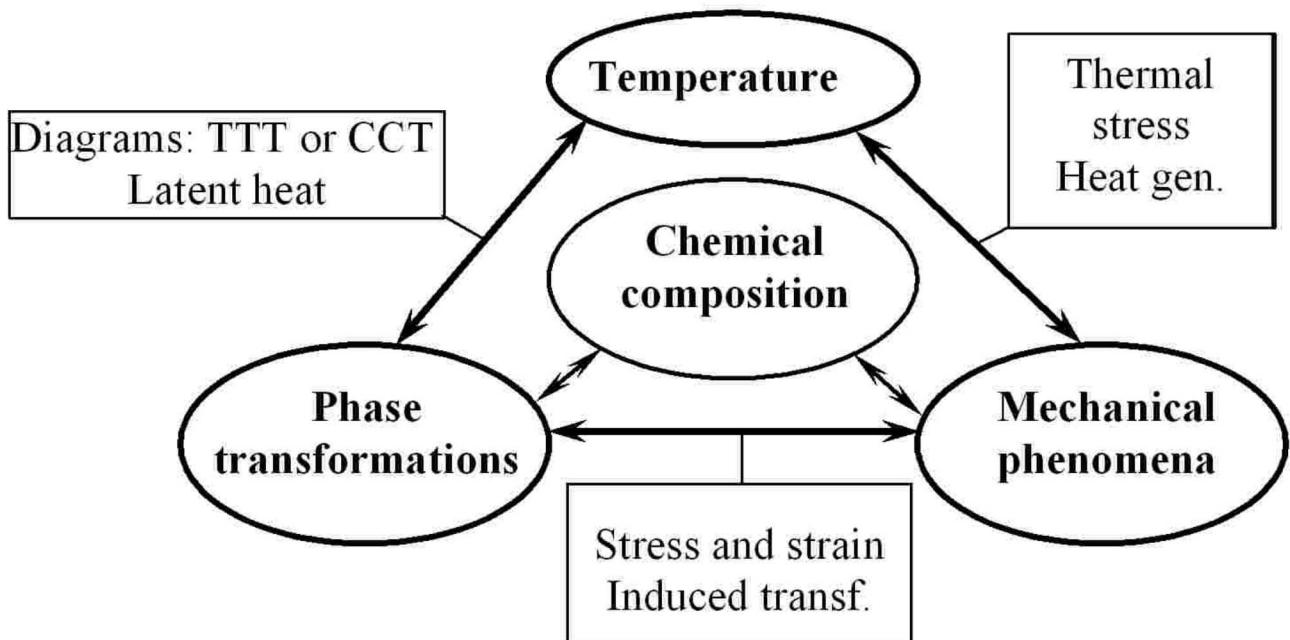 Temperature
Thermal
stress
Heat gen.
Diagrams: TTT or CCT
Latent heat
Chemical
composition
Phase
transformations
Mechanical
phenomena
Stress and strain
Induced transf.